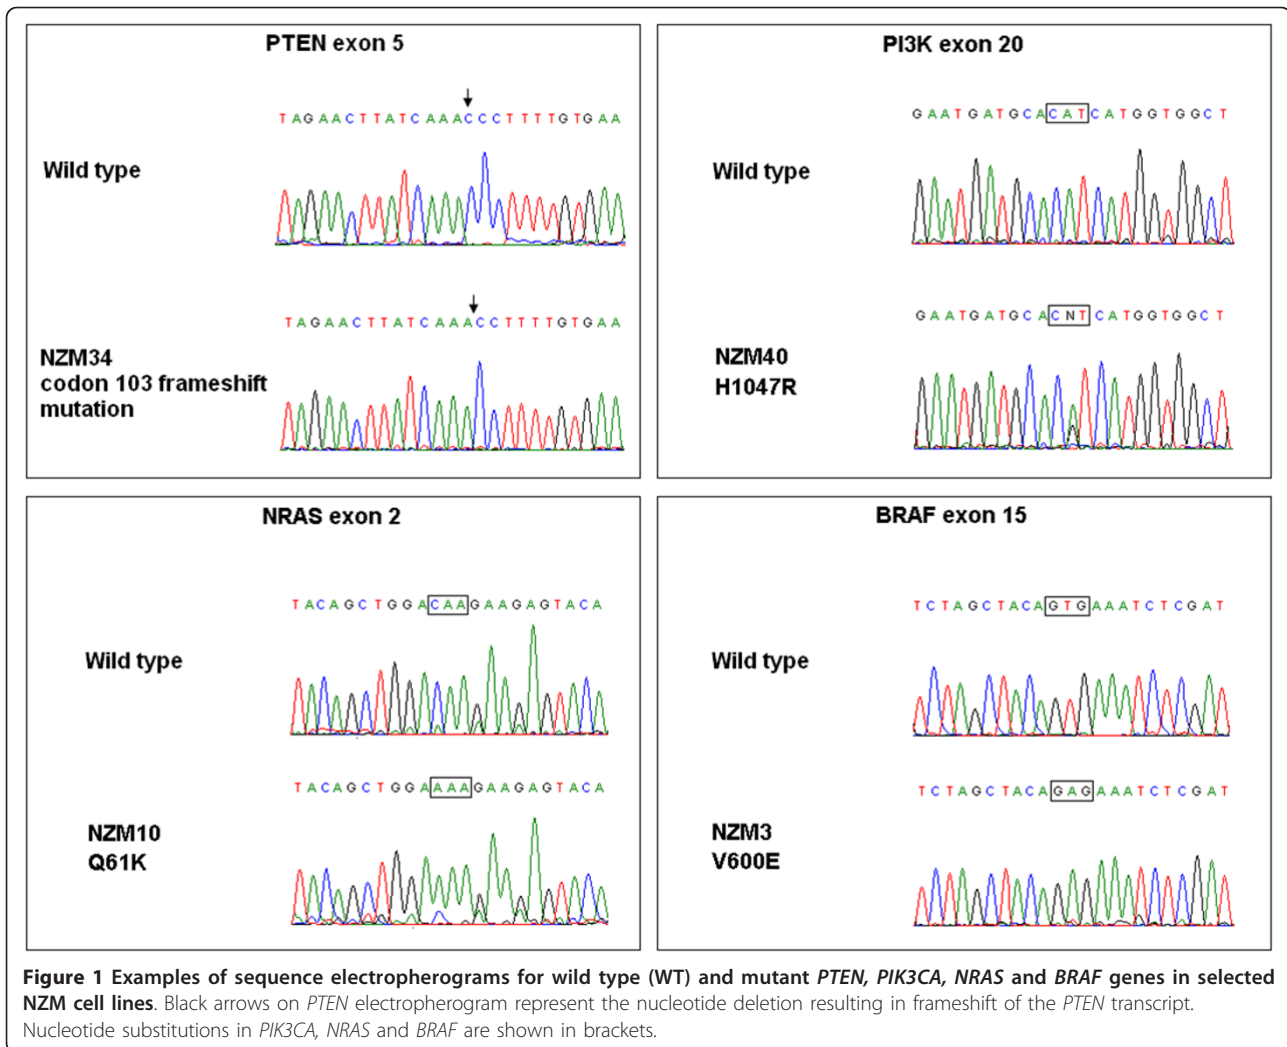 PTEN exon 5
TAGAACTTATCAAACCCTTTTGTGAA
Wild type
TAGAACTTATCAAACCTTTTGTGAA
NZM34
codon 103 frameshift
mutation
PI3K exon 20
GAATGATGCACATCATGGTGGCT
Wild type
GAATGATGCACNTCATGGTGGCT
NZM40
H1047R
NRAS exon 2
TACAGCTGGACAAGAAGAGTACA
Wild type
TACAGCTGGAAAAGAAGAGTACA
NZM10
Q61K
BRAF exon 15
TCTAGCTACAGTGAAATCTCGAT
Wild type
TCTAGCTACAGAGAAATCTCGAT
NZM3
V600E
Figure 1 Examples of sequence electropherograms for wild type (WT) and mutant PTEN, PIK3CA, NRAS and BRAF genes in selected
NZM cell lines. Black arrows on PTEN electropherogram represent the nucleotide deletion resulting in frameshift of the PTEN transcript.
Nucleotide substitutions in PIK3CA, NRAS and BRAF are shown in brackets.